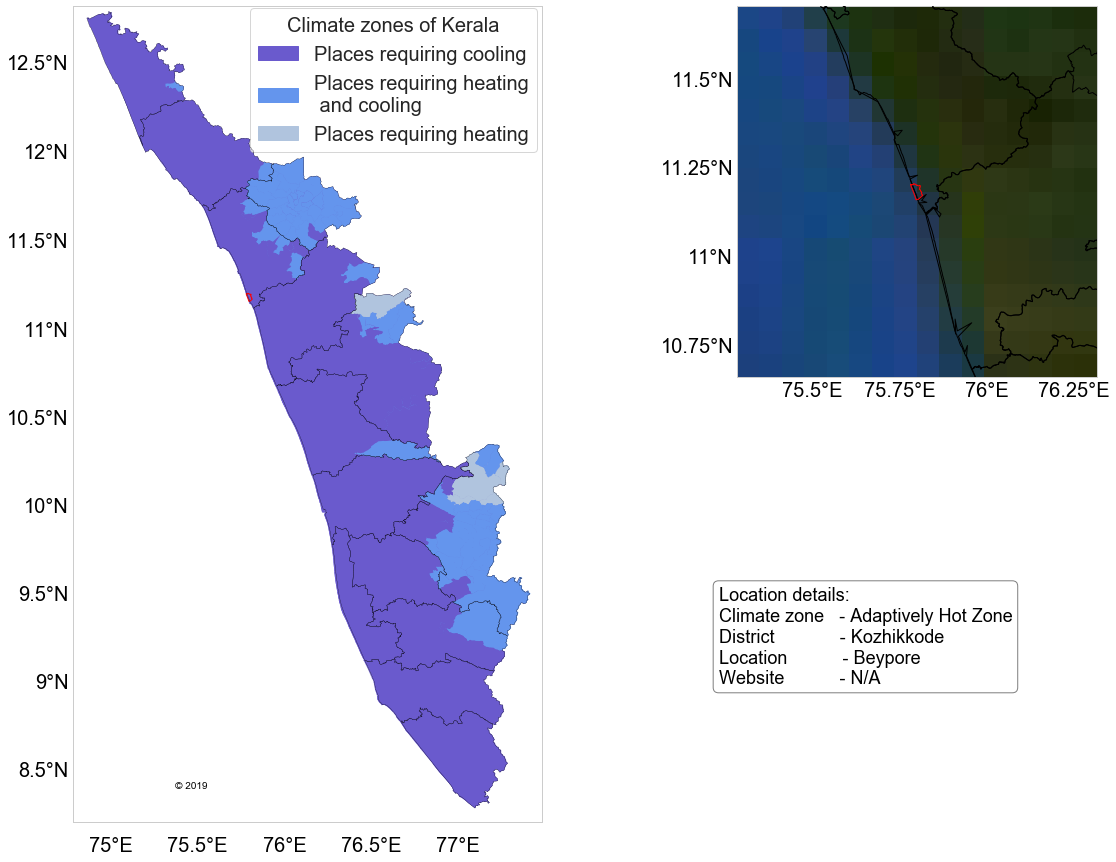 Climate zones of Kerala
Places requiring cooling
Places requiring heating
and cooling
Places requiring heating
12.5°N
12°N
11.5°N
11°N
10.5°N
10°N
9.5°N
9°N
8.5°N
75°E 75.5°E 76°E 76.5°E 77°E
© 2019
11.5°N
11.25°N
11°N
10.75°N
75.5°E 75.75°E 76°E 76.25°E
Location details:
Climate zone - Adaptively Hot Zone
District - Kozhikkode
Location - Beypore
Website - N/A